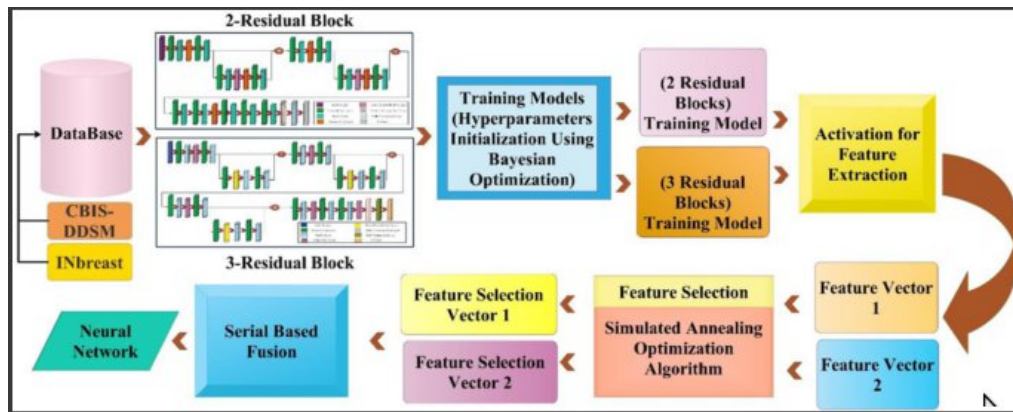 2-Residual Block
DataBase
CBIS-
DDSM
INbreast
3-Residual Block
Training Models
(Hyperparameters
Initialization Using
Bayesian
Optimization)
(2 Residual
Blocks)
Training Model
(3 Residual
Blocks)
Training Model
Activation for
Feature
Extraction
Feature Vector
1
Feature Vector
2
Feature Selection
Simulated Annealing
Optimization
Algorithm
Feature Selection
Vector 1
Feature Selection
Vector 2
Serial Based
Fusion
Neural
Network